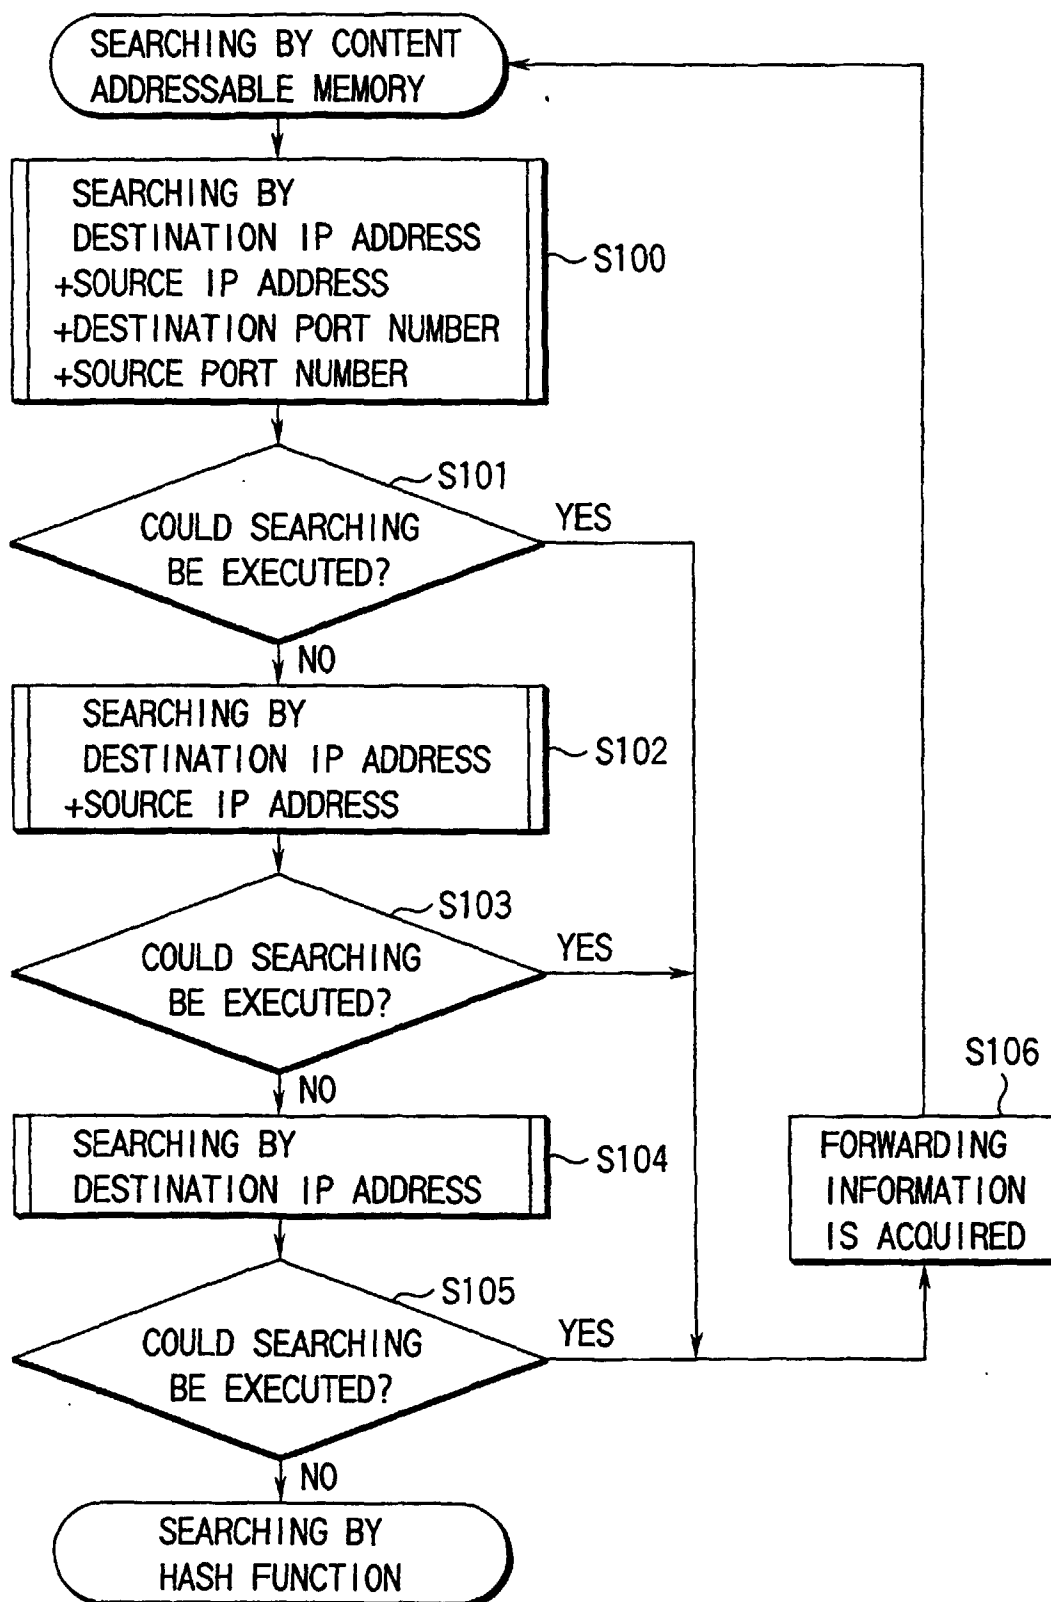 SEARCHING BY CONTENT
ADDRESSABLE MEMORY
SEARCHING BY
DESTINATION IP ADDRESS
+SOURCE IP ADDRESS
+DESTINATION PORT NUMBER
+SOURCE PORT NUMBER
S100
S101
COULD SEARCHING
BE EXECUTED?
YES
NO
SEARCHING BY
DESTINATION IP ADDRESS
+SOURCE IP ADDRESS
S102
S103
COULD SEARCHING
BE EXECUTED?
YES
NO
SEARCHING BY
DESTINATION IP ADDRESS
S104
S106
FORWARDING
INFORMATION
IS ACQUIRED
S105
COULD SEARCHING
BE EXECUTED?
YES
NO
SEARCHING BY
HASH FUNCTION